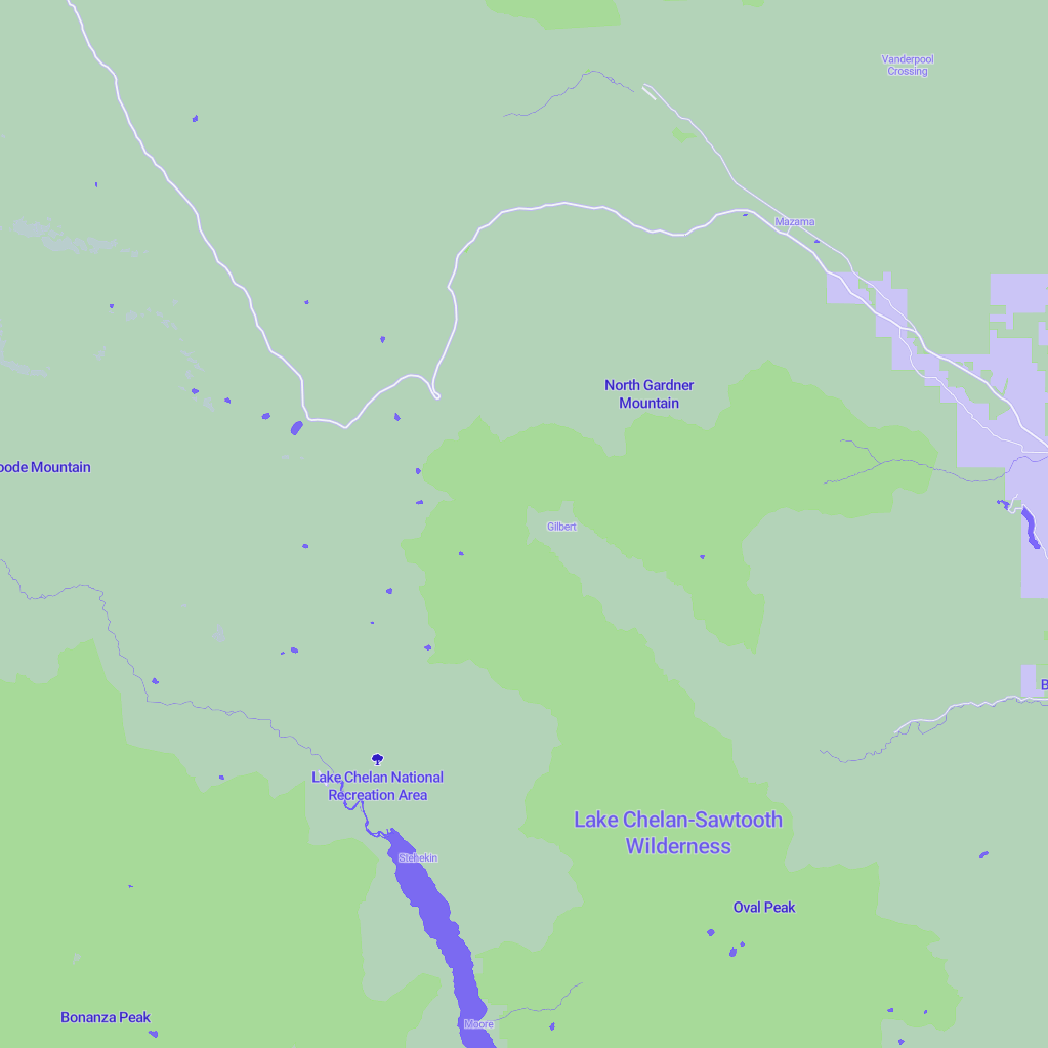 Vanderpool
Crossing
Mazama
North Gardner
Mountain
oode Mountain
Gilbert
B
Lake Chelan National
Recreation Area
Lake Chelan-Sawtooth
Wilderness
Stehekin
Oval Peak
Bonanza Peak
Moore